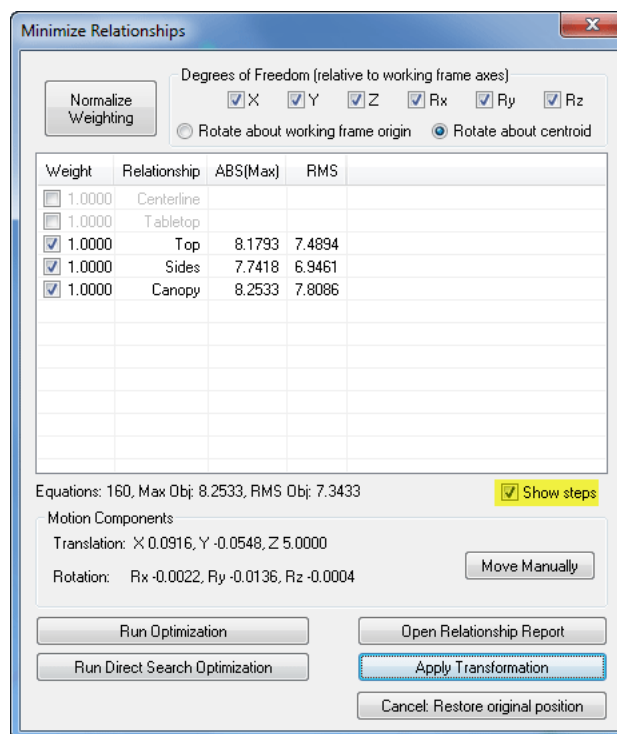 Minimize Relationships
Degrees of Freedom (relative to working frame axes)
Normalize Weighting
X Y Z Rx Ry Rz
Rotate about working frame origin Rotate about centroid
Weight Relationship ABS(Max) RMS
1.0000 Centerline
1.0000 Tabletop
1.0000 Top 8.1793 7.4894
1.0000 Sides 7.7418 6.9461
1.0000 Canopy 8.2533 7.8086
Equations: 160, Max Obj: 8.2533, RMS Obj: 7.3433
Show steps
Motion Components
Translation: X 0.0916, Y -0.0548, Z 5.0000
Rotation: Rx -0.0022, Ry -0.0136, Rz -0.0004
Move Manually
Run Optimization
Open Relationship Report
Run Direct Search Optimization
Apply Transformation
Cancel: Restore original position